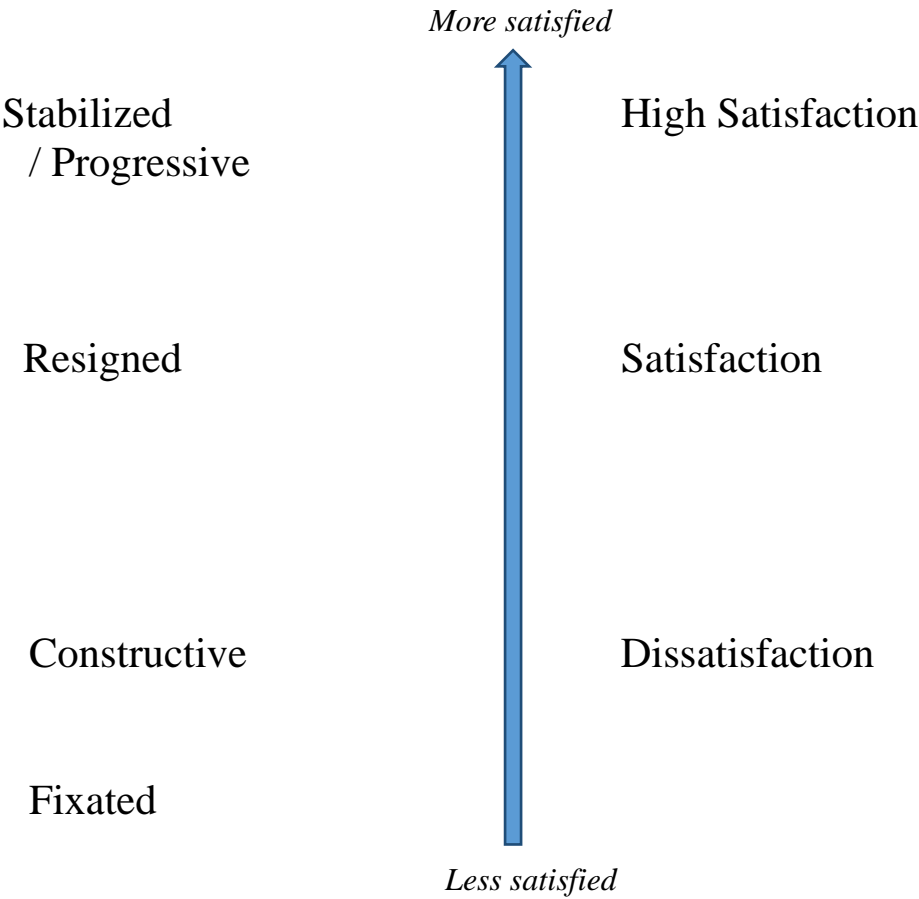 More satisfied
Stabilized
/ Progressive
High Satisfaction
Resigned
Satisfaction
Constructive
Dissatisfaction
Fixated
Less satisfied